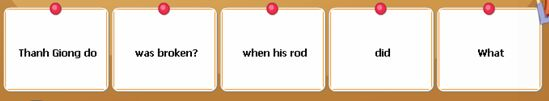 Thanh Giong do
was broken?
when his rod
did
What